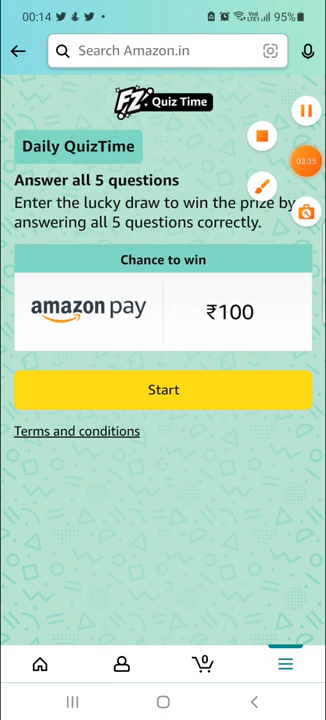 00:14
95%
Search Amazon.in
FZ Quiz Time
Daily QuizTime
03:35
Answer all 5 questions
Enter the lucky draw to win the prize by
answering all 5 questions correctly.
Chance to win
amazon pay
₹100
Start
Terms and conditions
0